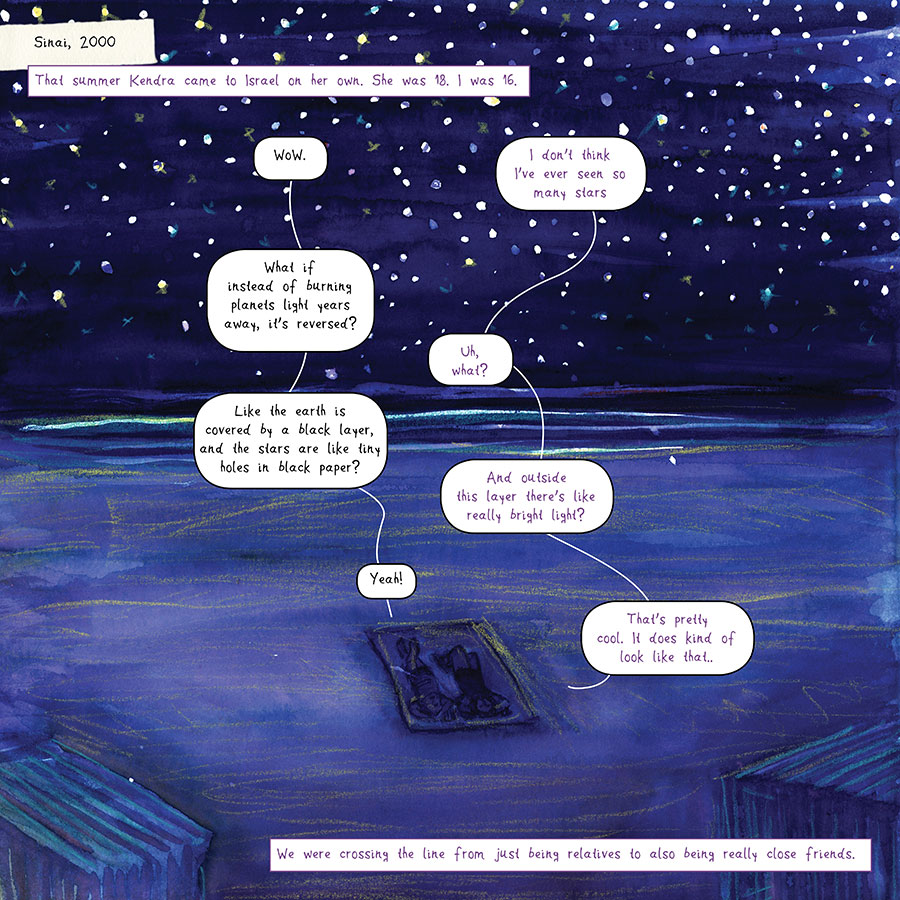 Sinai, 2000
That summer Kendra came to Israel on her own. She was 18. I was 16.
WoW.
I don't think
I've ever seen so
many stars
What if
instead of burning
planets light years
away, it's reversed?
Uh,
what?
Like the earth is
covered by a black layer,
and the stars are like tiny
holes in black paper?
And outside
this layer there's like
really bright light?
Yeah!
That's pretty
cool. It does kind of
look like that..
We were crossing the line from just being relatives to also being really close friends.